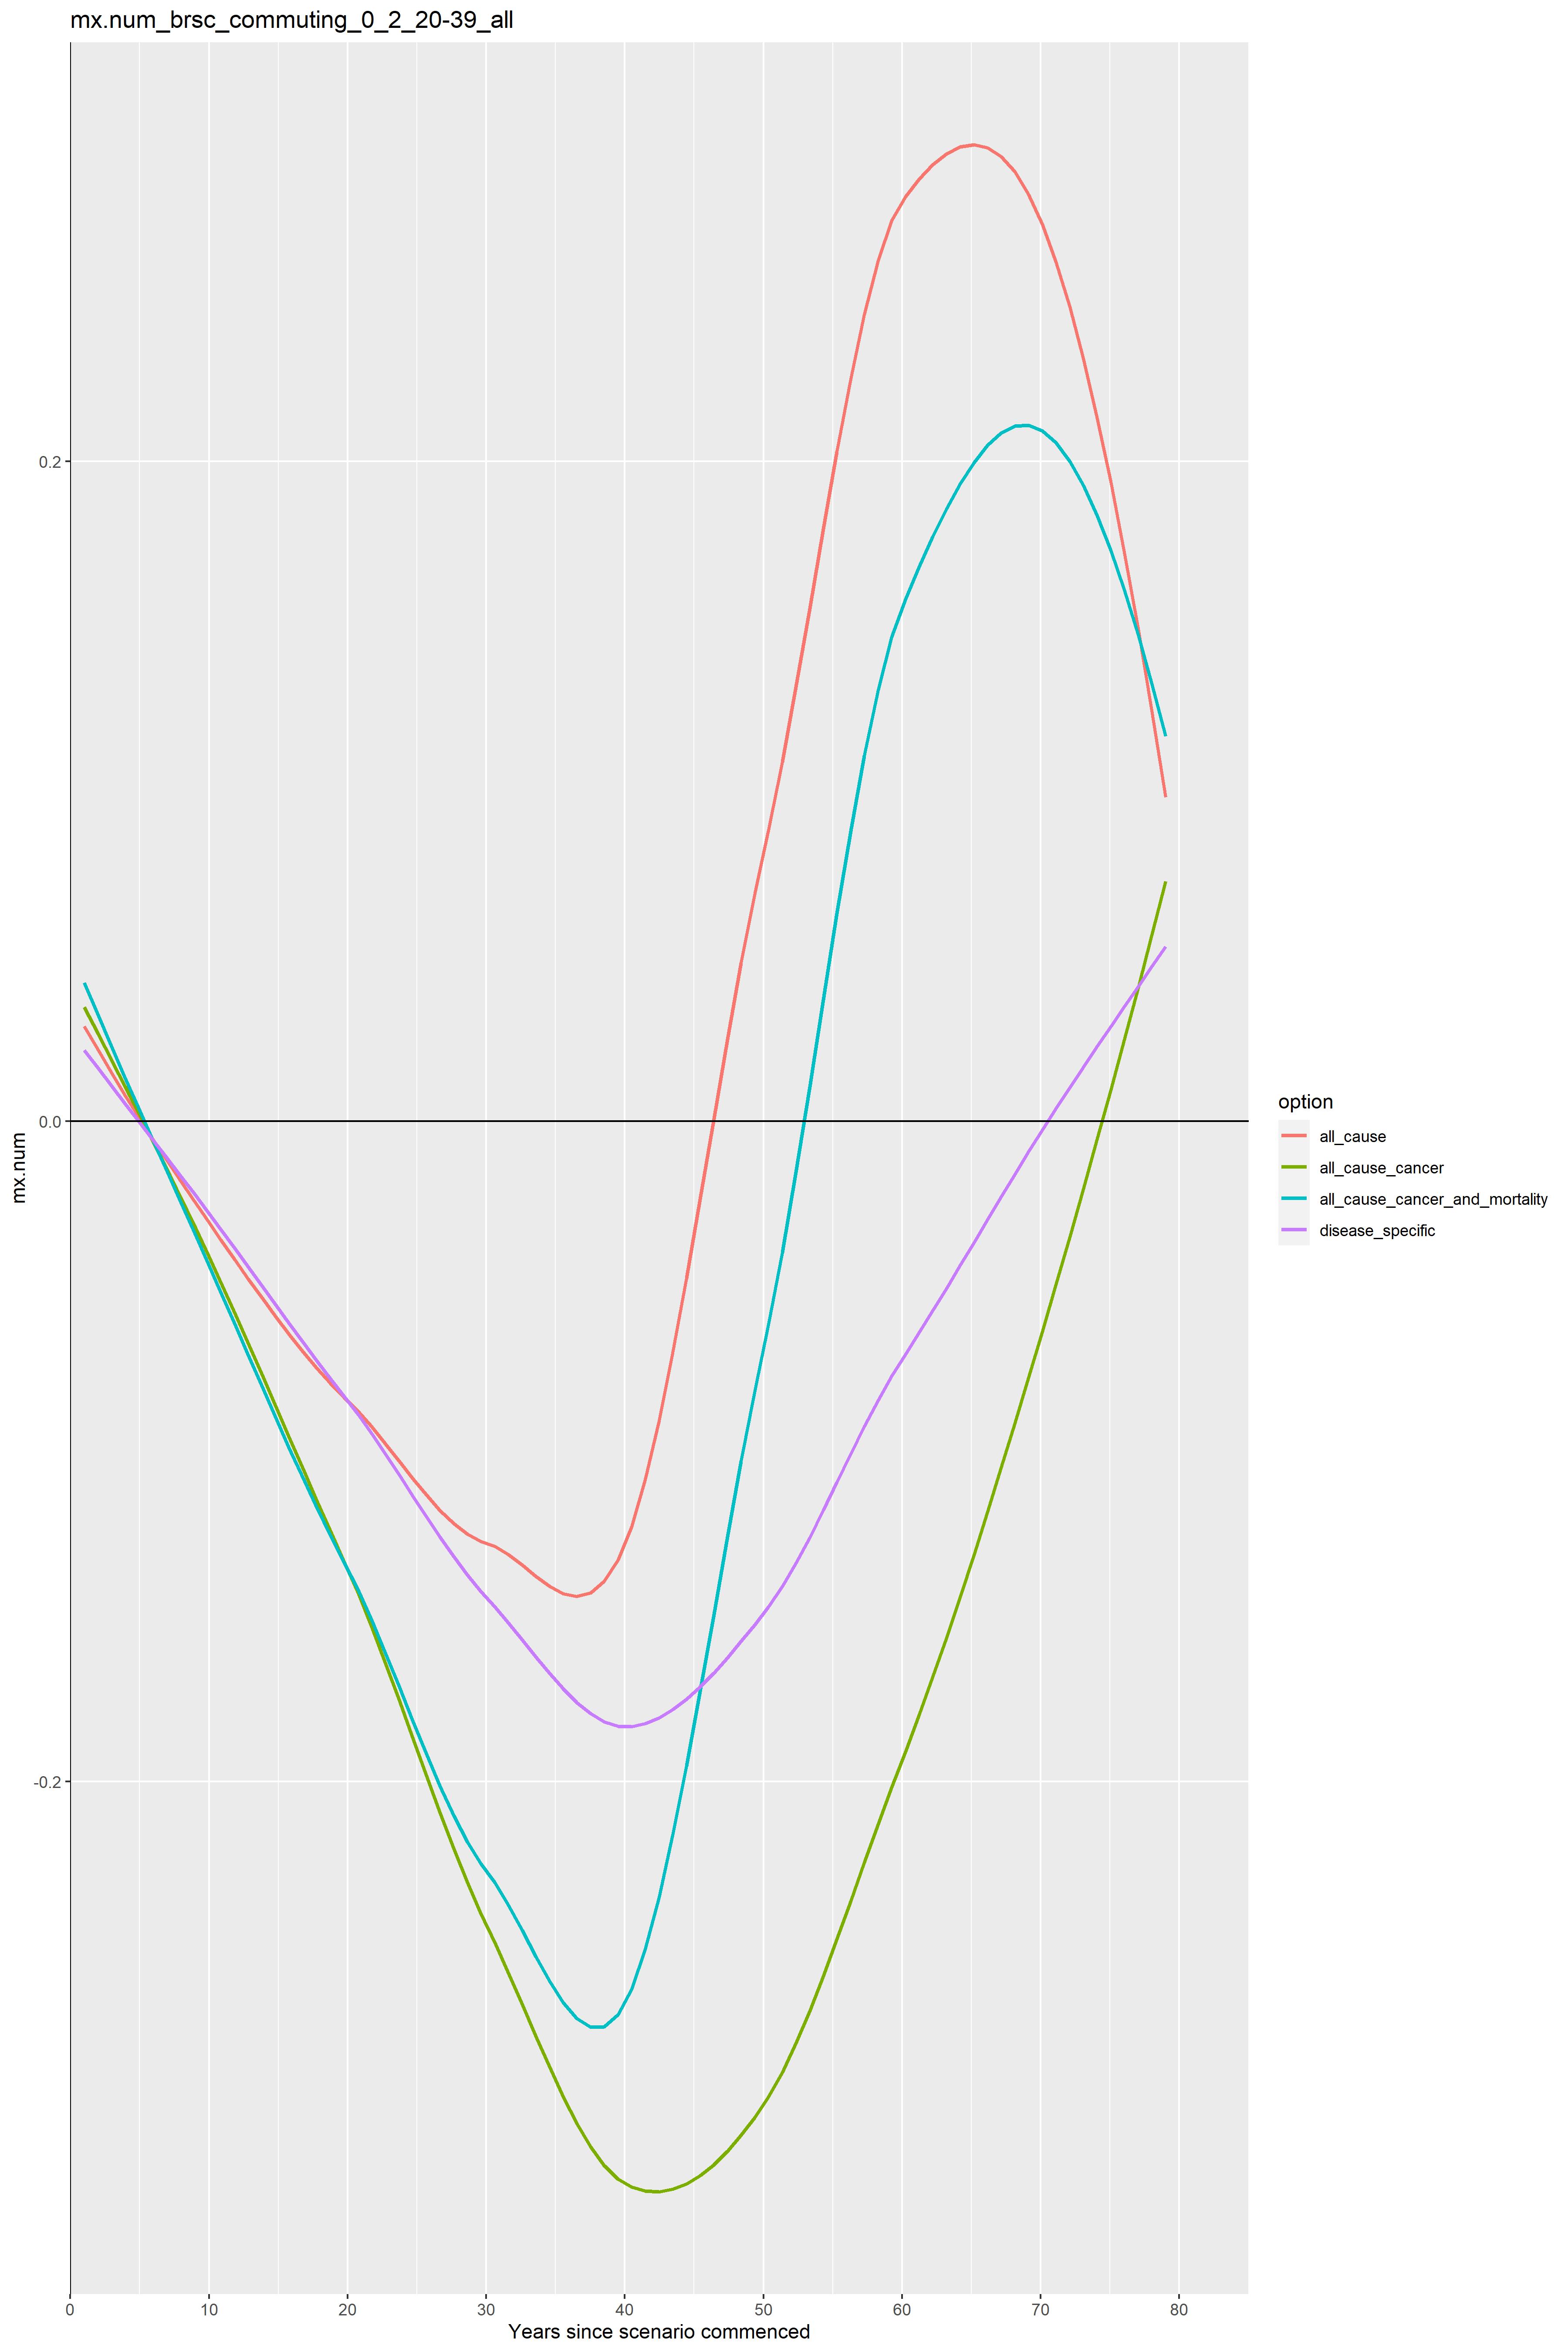 mx.num_brsc_commuting_0_2_20-39_all
mx.num
0.2
0.0
-0.2
0 10 20 30 40 50 60 70 80
Years since scenario commenced
option
all_cause
all_cause_cancer
all_cause_cancer_and_mortality
disease_specific